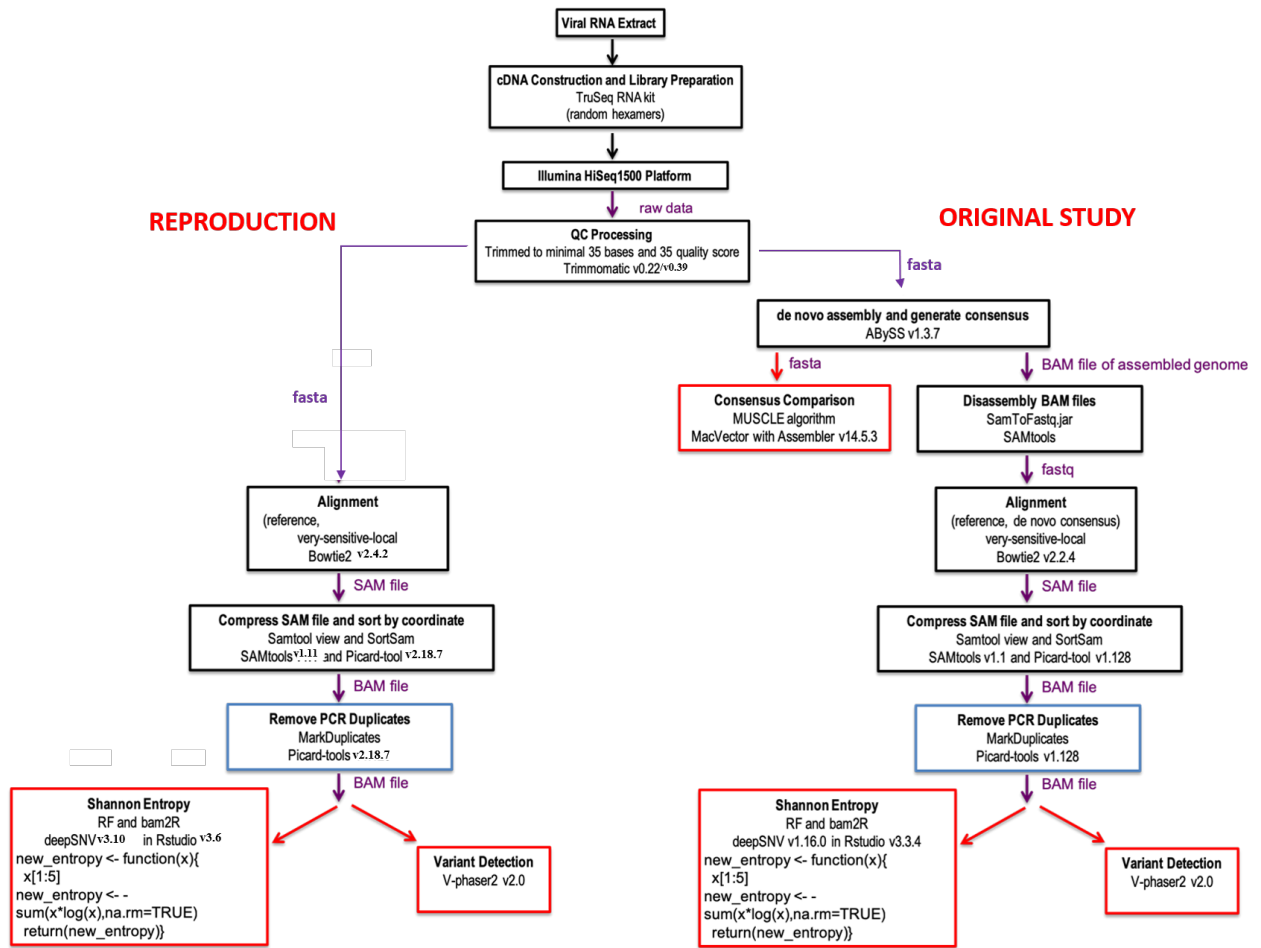 Viral RNA Extract
cDNA Construction and Library Preparation
TruSeq RNA kit
(random hexamers)
Illumina HiSeq1500 Platform
raw data
REPRODUCTION
ORIGINAL STUDY
QC Processing
Trimmed to minimal 35 bases and 35 quality score
Trimmomatic v0.22/v0.39
fasta
de novo assembly and generate consensus
ABySS v1.3.7
fasta
BAM file of assembled genome
Consensus Comparison
MUSCLE algorithm
MacVector with Assembler v14.5.3
Disassembly BAM files
SamToFastq.jar
SAMtools
fastq
Alignment
(reference, de novo consensus)
very-sensitive-local
Bowtie2 v2.2.4
SAM file
Compress SAM file and sort by coordinate
Samtool view and SortSam
SAMtools v1.1 and Picard-tool v1.128
BAM file
Remove PCR Duplicates
MarkDuplicates
Picard-tools v1.128
BAM file
Shannon Entropy
RF and bam2R
deepSNV v1.16.0 in Rstudio v3.3.4
new_entropy <- function(x){
x[1:5]
new_entropy <- -
sum(x*log(x),na.rm=TRUE)
return(new_entropy)}
Variant Detection
V-phaser2 v2.0
fasta
Alignment
(reference,
very-sensitive-local
Bowtie2 v2.4.2
SAM file
Compress SAM file and sort by coordinate
Samtool view and SortSam
SAMtools v1.11 and Picard-tool v2.18.7
BAM file
Remove PCR Duplicates
MarkDuplicates
Picard-tools v2.18.7
BAM file
Shannon Entropy
RF and bam2R
deepSNV v3.10 in Rstudio v3.6
new_entropy <- function(x){
x[1:5]
new_entropy <- -
sum(x*log(x),na.rm=TRUE)
return(new_entropy)}
Variant Detection
V-phaser2 v2.0